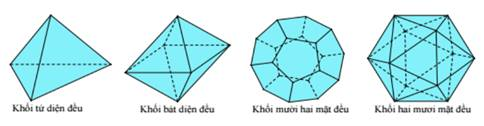 Khối tứ diện đều
Khối bát diện đều
Khối mười hai mặt đều
Khối hai mươi mặt đều